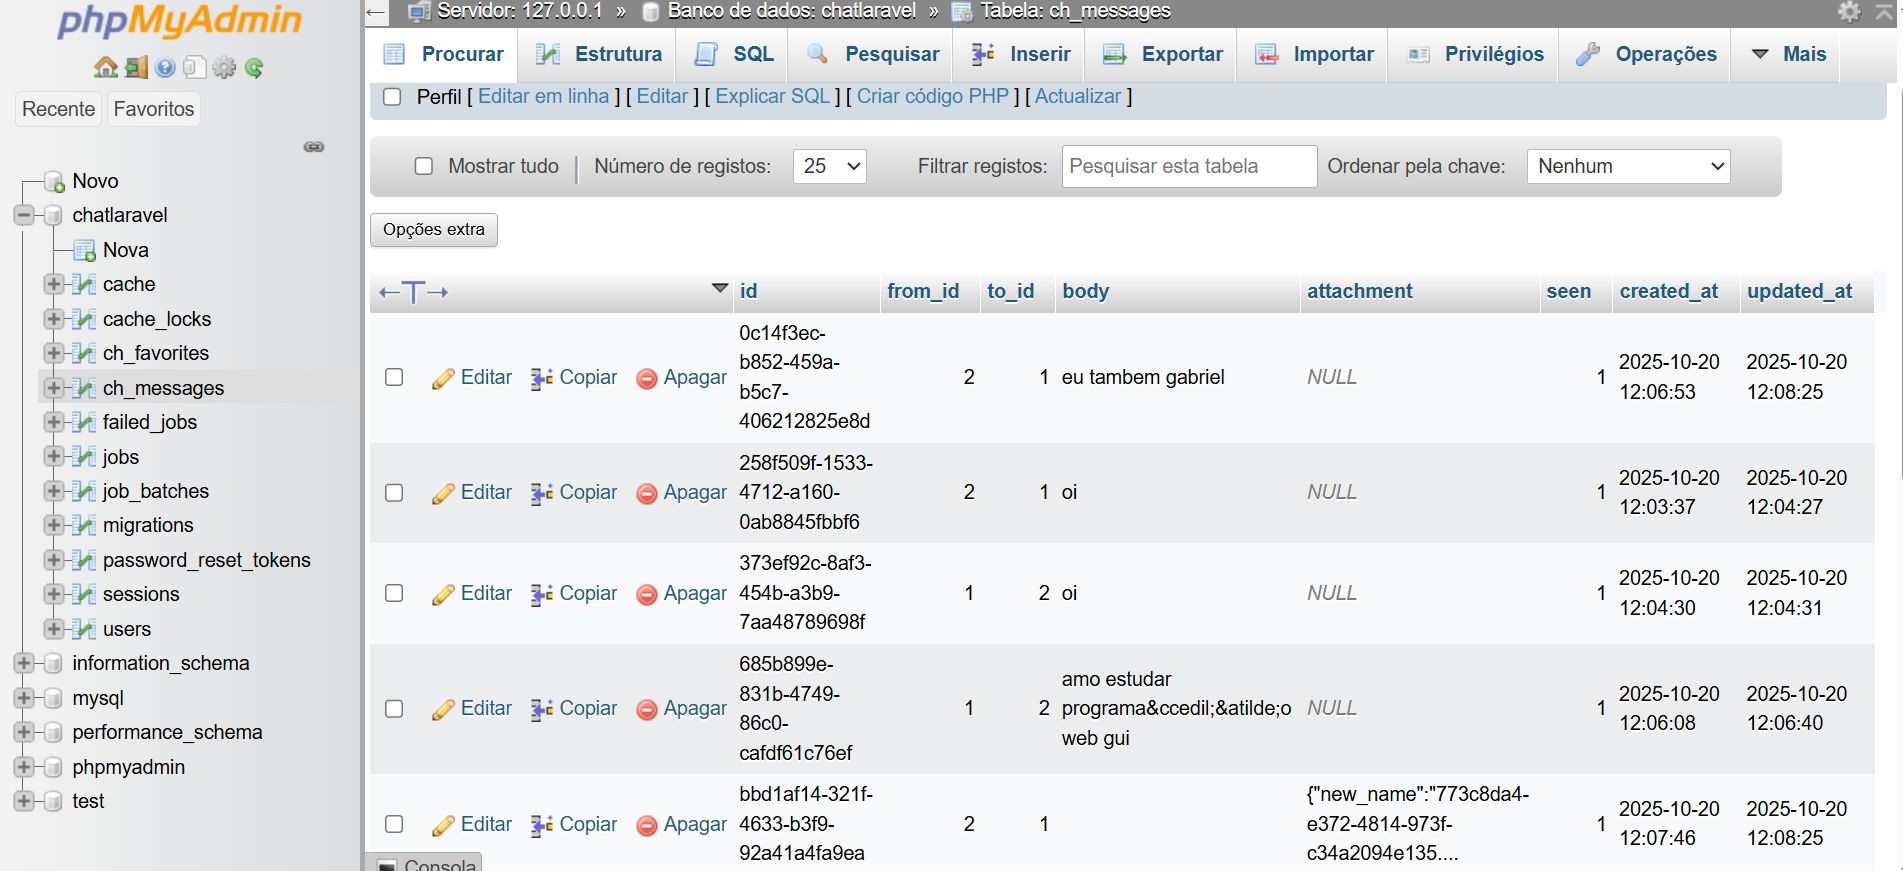 phpMyAdmin
Recente Favoritos
Novo
chatlaravel
Nova
cache
cache_locks
ch_favorites
ch_messages
failed_jobs
jobs
job_batches
migrations
password_reset_tokens
sessions
users
information_schema
mysql
performance_schema
phpmyadmin
test
Servidor: 127.0.0.1 » Banco de dados: chatlaravel » Tabela: ch_messages
Procurar Estrutura SQL Pesquisar Inserir Exportar Importar Privilégios Operações Mais
Perfil [ Editar em linha ] [ Editar ] [ Explicar SQL ] [ Criar código PHP ] [ Actualizar ]
Mostrar tudo | Número de registos: 25 Filtrar registos: Pesquisar esta tabela Ordenar pela chave: Nenhum
Opções extra
←T→ id from_id to_id body attachment seen created_at updated_at
0c14f3ec-
b852-459a-
Editar Copiar Apagar b5c7- 2 1 eu tambem gabriel NULL 1 2025-10-20 2025-10-20
406212825e8d 12:06:53 12:08:25
258f509f-1533-
Editar Copiar Apagar 4712-a160- 2 1 oi NULL 1 2025-10-20 2025-10-20
0ab8845fbbf6 12:03:37 12:04:27
373ef92c-8af3-
Editar Copiar Apagar 454b-a3b9- 1 2 oi NULL 1 2025-10-20 2025-10-20
7aa48789698f 12:04:30 12:04:31
685b899e-
831b-4749- amo estudar
Editar Copiar Apagar 86c0- 1 2 programa&ccedil;&atilde;o NULL 1 2025-10-20 2025-10-20
cafdf61c76ef web gui 12:06:08 12:06:40
bbd1af14-321f- {"new_name":"773c8da4-
Editar Copiar Apagar 4633-b3f9- 2 1 e372-4814-973f- 1 2025-10-20 2025-10-20
92a41a4fa9ea c34a2094e135.... 12:07:46 12:08:25
Consola